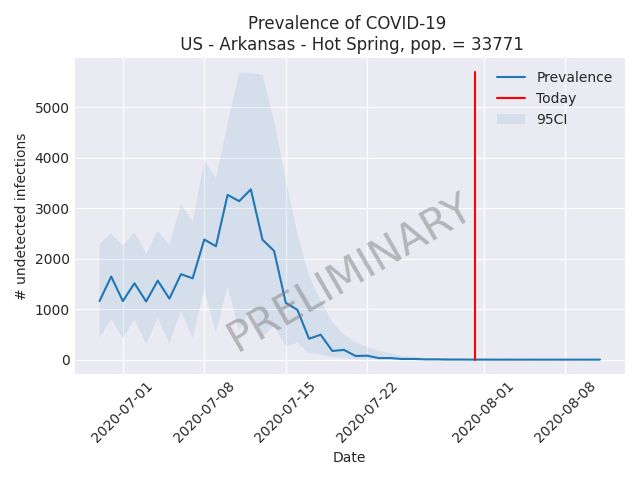 Prevalence of COVID-19
US - Arkansas - Hot Spring, pop. = 33771
Prevalence
Today
95CI
# undetected infections
5000
4000
3000
2000
1000
0
PRELIMINARY
2020-07-01
2020-07-08
2020-07-15
2020-07-22
2020-08-01
2020-08-08
Date